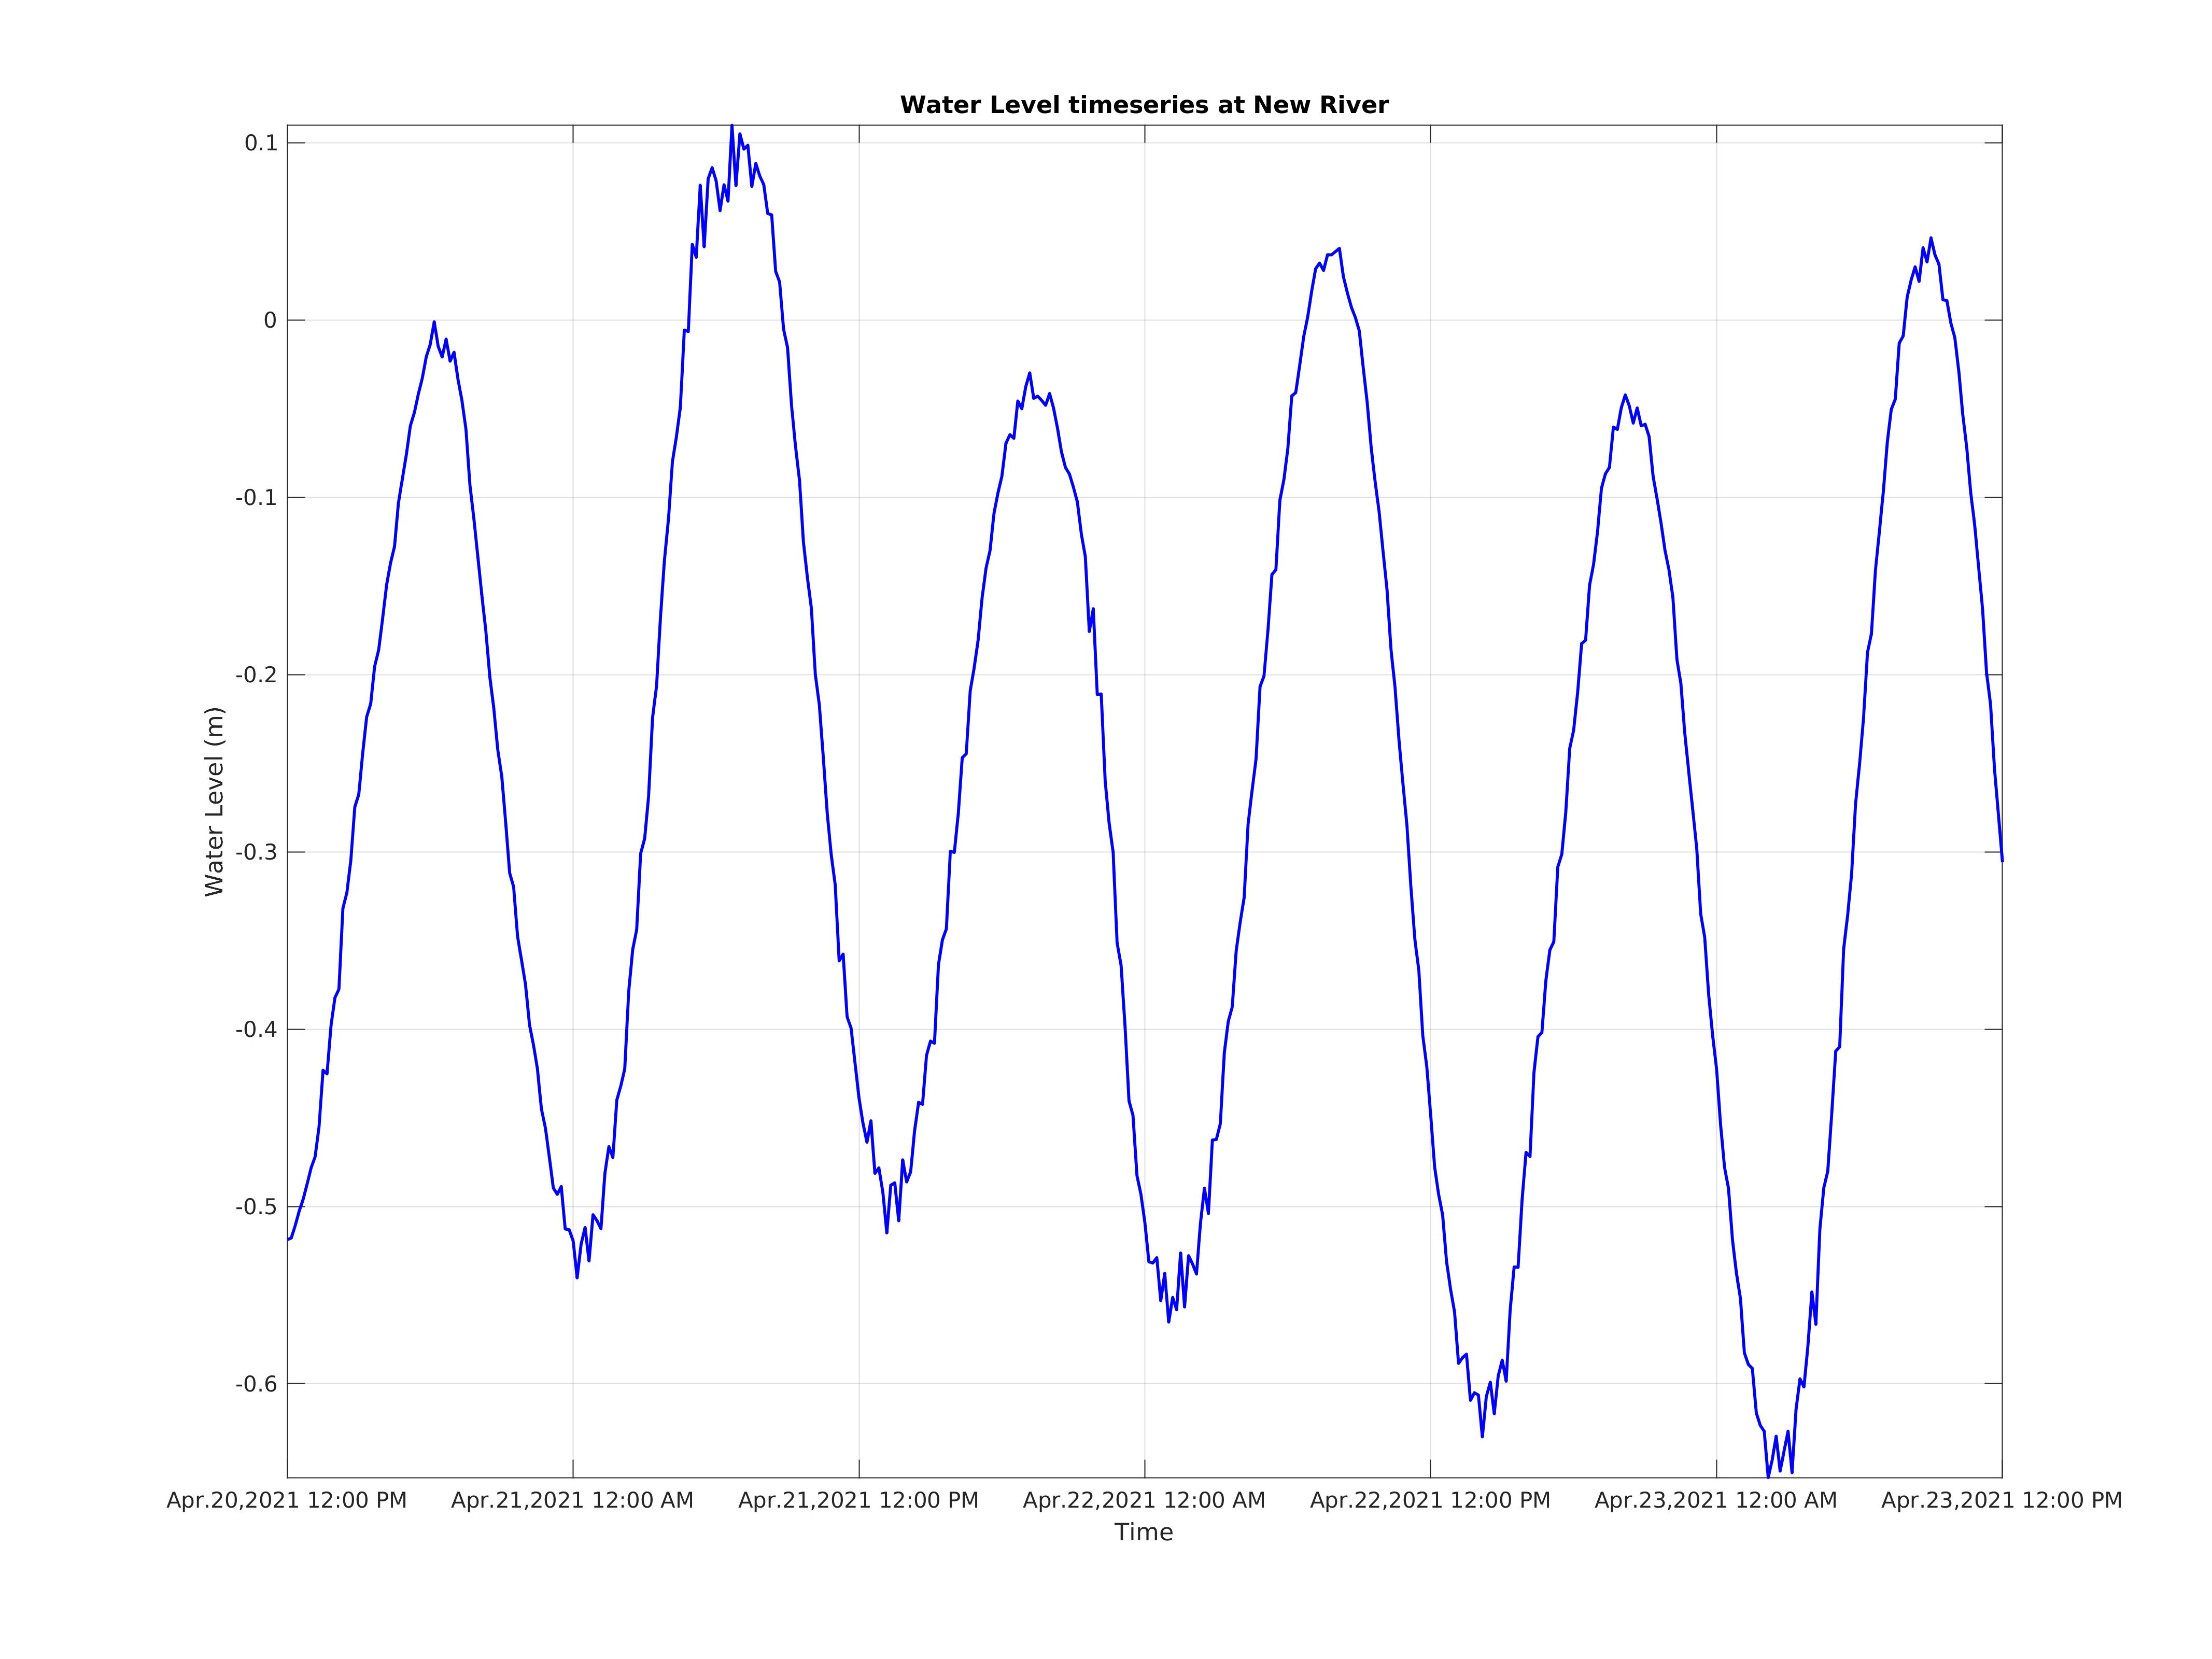 Water Level timeseries at New River
0.1
0
-0.1
-0.2
-0.3
-0.4
-0.5
-0.6
Water Level (m)
Apr.20,2021 12:00 PM Apr.21,2021 12:00 AM Apr.21,2021 12:00 PM Apr.22,2021 12:00 AM Apr.22,2021 12:00 PM Apr.23,2021 12:00 AM Apr.23,2021 12:00 PM
Time